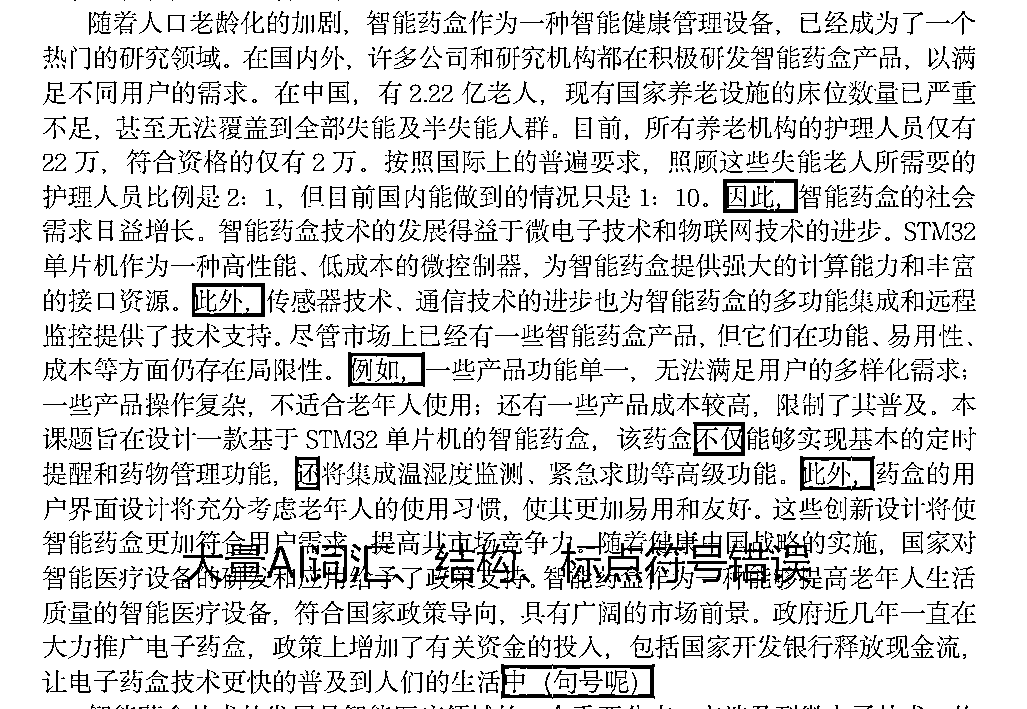 随着人口老龄化的加剧，智能药盒作为一种智能健康管理设备，已经成为了一个
热门的研究领域。在国内外，许多公司和研究机构都在积极研发智能药盒产品，以满
足不同用户的需求。在中国，有 2.22 亿老人，现有国家养老设施的床位数量已严重
不足，甚至无法覆盖到全部失能及半失能人群。目前，所有养老机构的护理人员仅有
22 万，符合资格的仅有 2 万。按照国际上的普遍要求，照顾这些失能老人所需要的
护理人员比例是 2：1，但目前国内能做到的情况只是 1：10。因此，智能药盒的社会
需求日益增长。智能药盒技术的发展得益于微电子技术和物联网技术的进步。STM32
单片机作为一种高性能、低成本的微控制器，为智能药盒提供强大的计算能力和丰富
的接口资源。此外，传感器技术、通信技术的进步也为智能药盒的多功能集成和远程
监控提供了技术支持。尽管市场上已经有一些智能药盒产品，但它们在功能、易用性、
成本等方面仍存在局限性。例如，一些产品功能单一，无法满足用户的多样化需求；
一些产品操作复杂，不适合老年人使用；还有一些产品成本较高，限制了其普及。本
课题旨在设计一款基于 STM32 单片机的智能药盒，该药盒不仅能够实现基本的定时
提醒和药物管理功能，还将集成温湿度监测、紧急求助等高级功能。此外，药盒的用
户界面设计将充分考虑老年人的使用习惯，使其更加易用和友好。这些创新设计将使
智能药盒更加符合用户需求，提高其市场竞争力。随着健康中国战略的实施，国家对
大量AI词汇、结构、标点符号错误
智能医疗设备的研发和应用给予了政策支持。智能药盒作为一种能够提高老年人生活
质量的智能医疗设备，符合国家政策导向，具有广阔的市场前景。政府近几年一直在
大力推广电子药盒，政策上增加了有关资金的投入，包括国家开发银行释放现金流，
让电子药盒技术更快的普及到人们的生活中（句号呢）